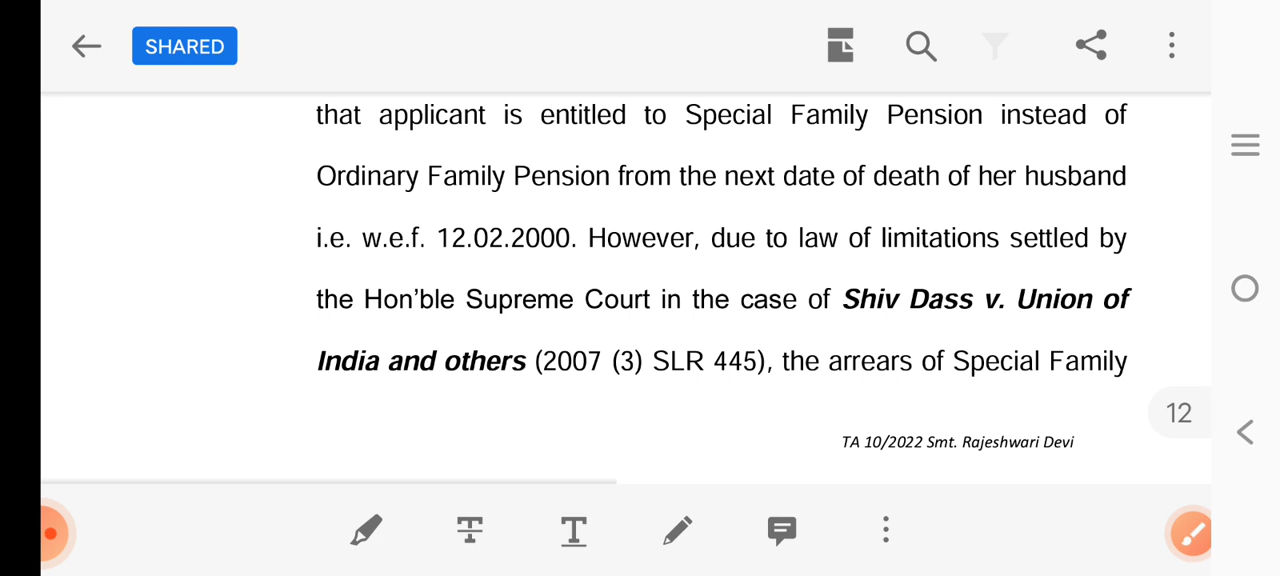 SHARED
that applicant is entitled to Special Family Pension instead of
Ordinary Family Pension from the next date of death of her husband
i.e. w.e.f. 12.02.2000. However, due to law of limitations settled by
the Hon’ble Supreme Court in the case of Shiv Dass v. Union of
India and others (2007 (3) SLR 445), the arrears of Special Family
12
TA 10/2022 Smt. Rajeshwari Devi